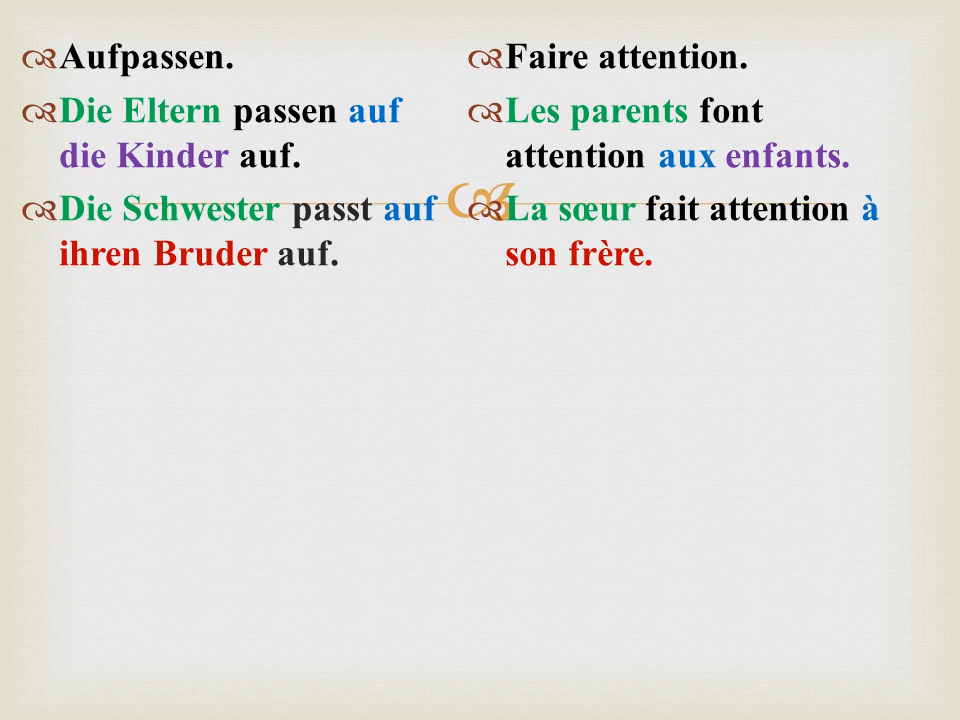 Aufpassen.
Die Eltern passen auf
die Kinder auf.
Die Schwester passt auf
ihren Bruder auf.
Faire attention.
Les parents font
attention aux enfants.
La sœur fait attention à
son frère.